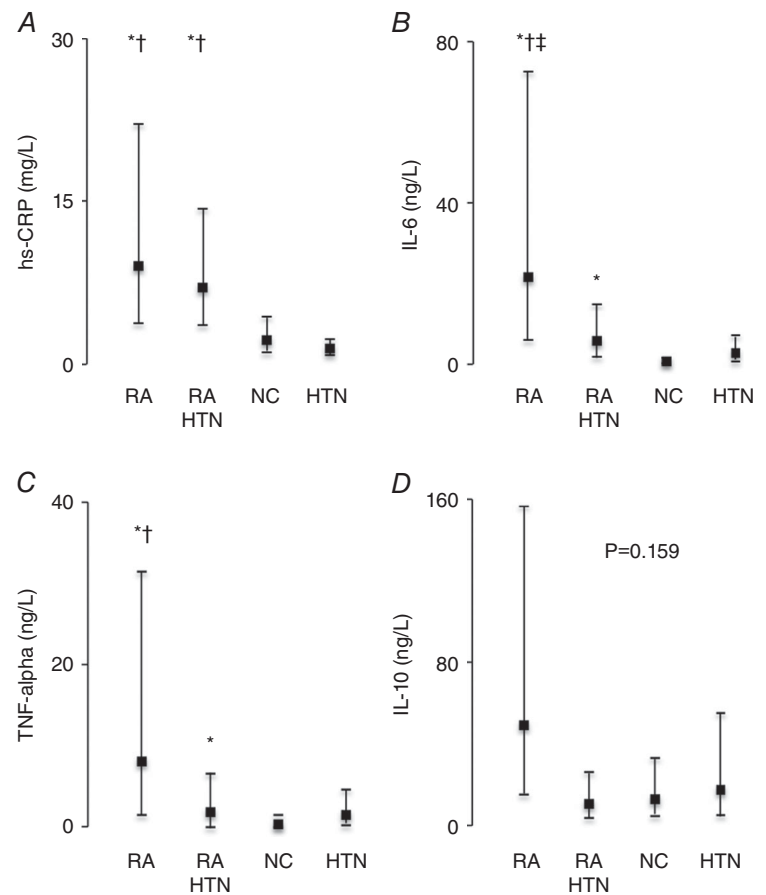 A
30
*†
*†
hs-CRP (mg/L)
15
0
RA
RA
HTN
NC
HTN
B
80
*†‡
IL-6 (ng/L)
40
*
0
RA
RA
HTN
NC
HTN
C
40
*†
TNF-alpha (ng/L)
20
*
0
RA
RA
HTN
NC
HTN
D
160
P=0.159
IL-10 (ng/L)
80
0
RA
RA
HTN
NC
HTN